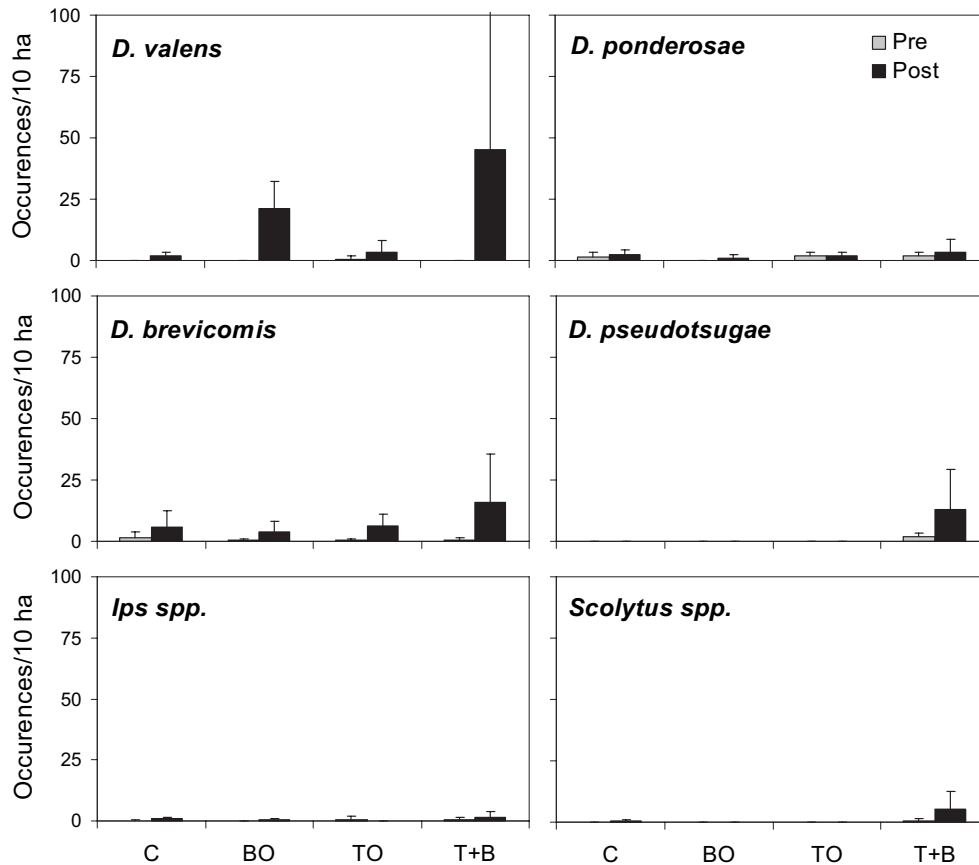 D. valens
D. ponderosae
Pre
Post
Occurences/10 ha
100
75
50
25
0
D. brevicomis
D. pseudotsugae
Occurences/10 ha
100
75
50
25
0
Ips spp.
Scolytus spp.
Occurences/10 ha
100
75
50
25
0
C BO TO T+B C BO TO T+B